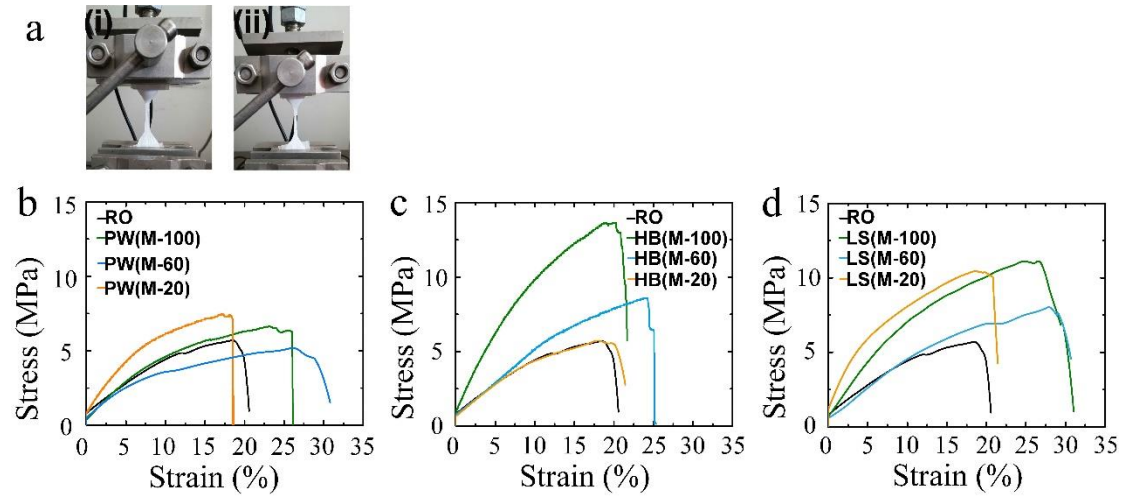 a
(i)
(ii)
b
15
10
5
0
Stress (MPa)
RO
PW(M-100)
PW(M-60)
PW(M-20)
0 5 10 15 20 25 30 35
Strain (%)
c
15
10
5
0
Stress (MPa)
RO
HB(M-100)
HB(M-60)
HB(M-20)
0 5 10 15 20 25 30 35
Strain (%)
d
15
10
5
0
Stress (MPa)
RO
LS(M-100)
LS(M-60)
LS(M-20)
0 5 10 15 20 25 30 35
Strain (%)